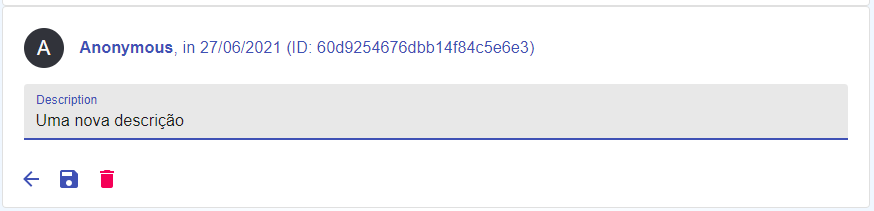 A
Anonymous, in 27/06/2021 (ID: 60d9254676dbb14f84c5e6e3)
Description
Uma nova descrição